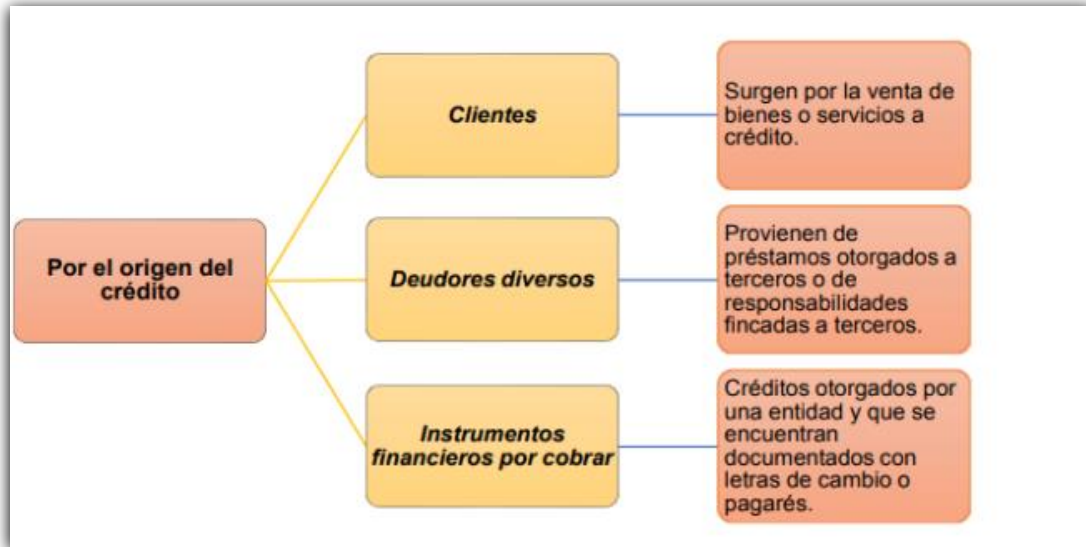 Por el origen del
crédito
Clientes
Surgen por la venta de
bienes o servicios a
crédito.
Deudores diversos
Provienen de
préstamos otorgados a
terceros o de
responsabilidades
fincadas a terceros.
Instrumentos
financieros por cobrar
Créditos otorgados por
una entidad y que se
encuentran
documentados con
letras de cambio o
pagarés.